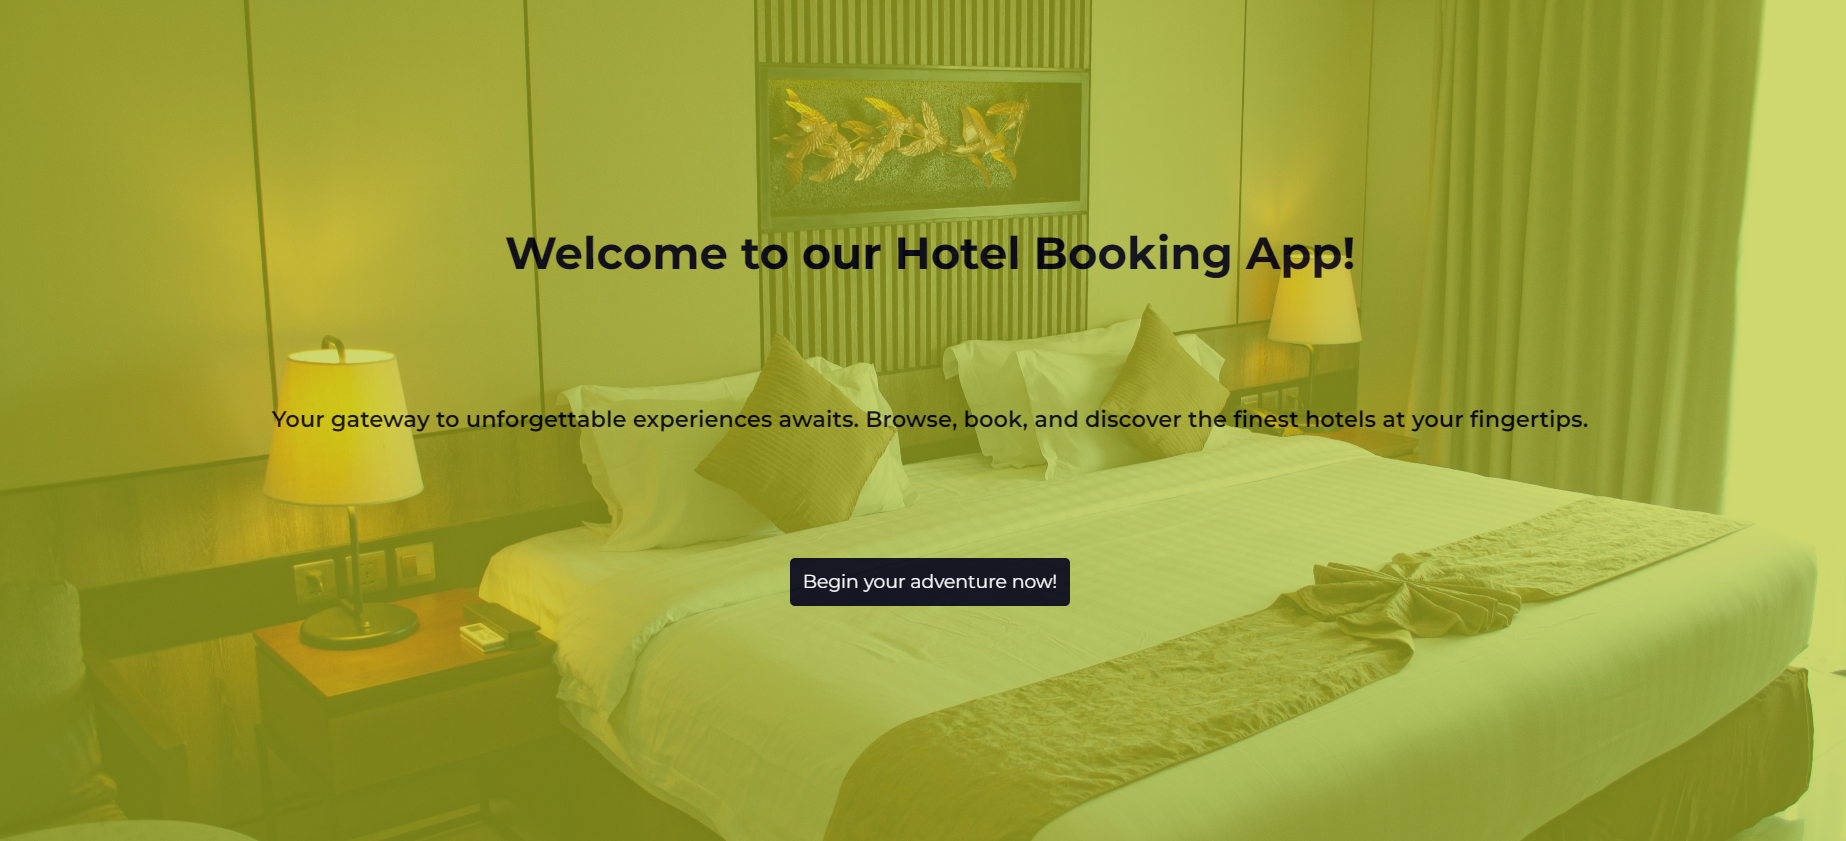 Welcome to our Hotel Booking App!
Your gateway to unforgettable experiences awaits. Browse, book, and discover the finest hotels at your fingertips.
Begin your adventure now!